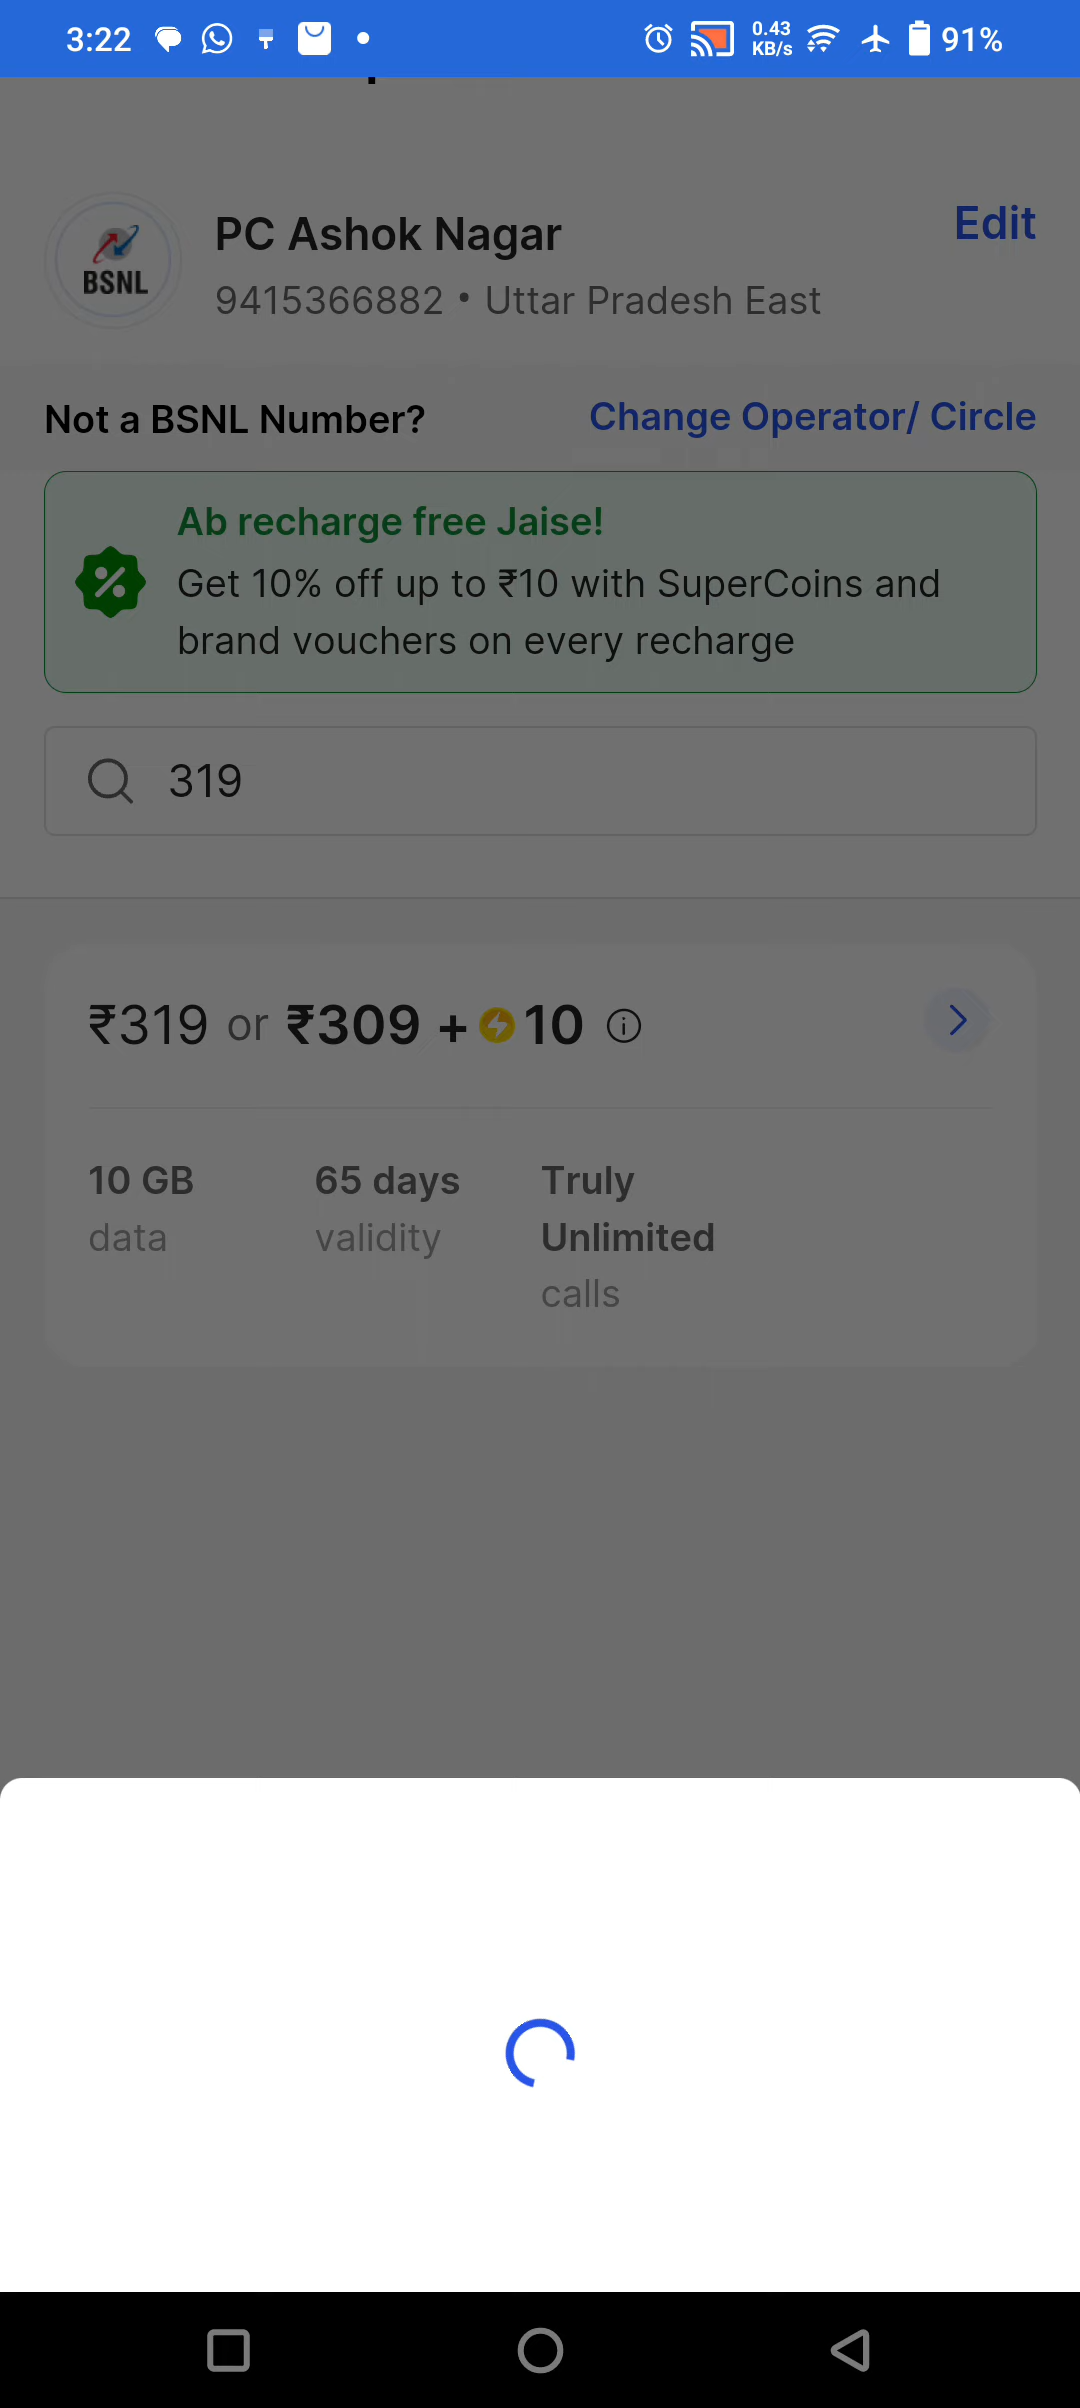 3:22
0.43
KB/s
91%
BSNL
PC Ashok Nagar
Edit
9415366882 • Uttar Pradesh East
Not a BSNL Number?
Change Operator/ Circle
Ab recharge free Jaise!
Get 10% off up to ₹10 with SuperCoins and
brand vouchers on every recharge
319
₹319 or ₹309 + 10
10 GB
data
65 days
validity
Truly
Unlimited
calls